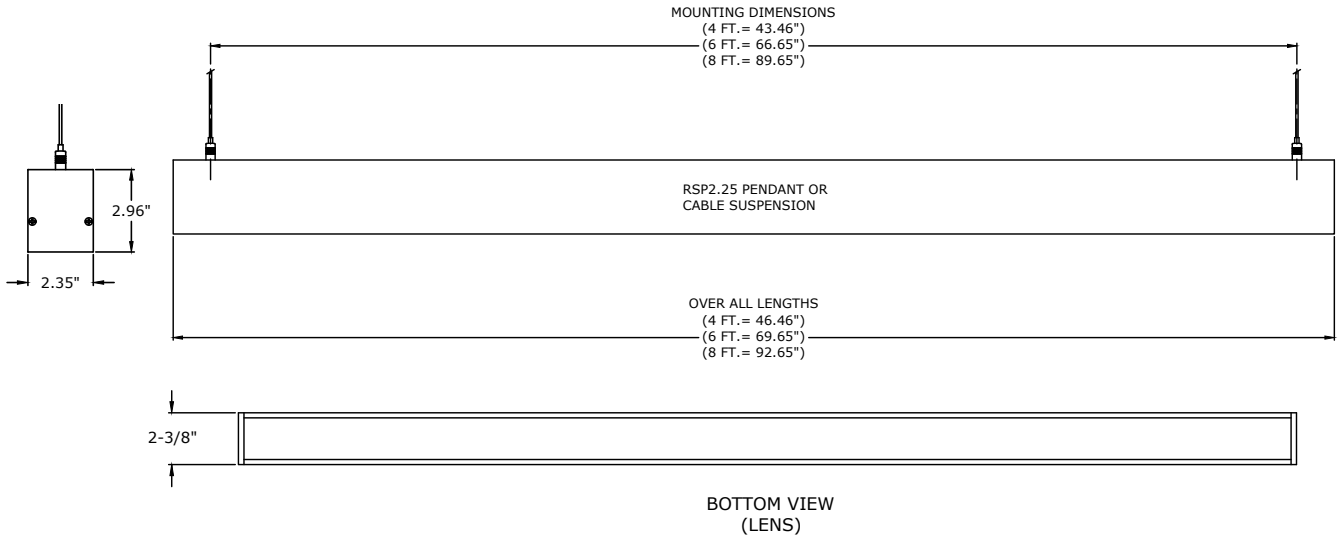 MOUNTING DIMENSIONS
(4 FT.= 43.46")
(6 FT.= 66.65")
(8 FT.= 89.65")
RSP2.25 PENDANT OR
CABLE SUSPENSION
2.96"
2.35"
OVER ALL LENGTHS
(4 FT.= 46.46")
(6 FT.= 69.65")
(8 FT.= 92.65")
2-3/8"
BOTTOM VIEW
(LENS)